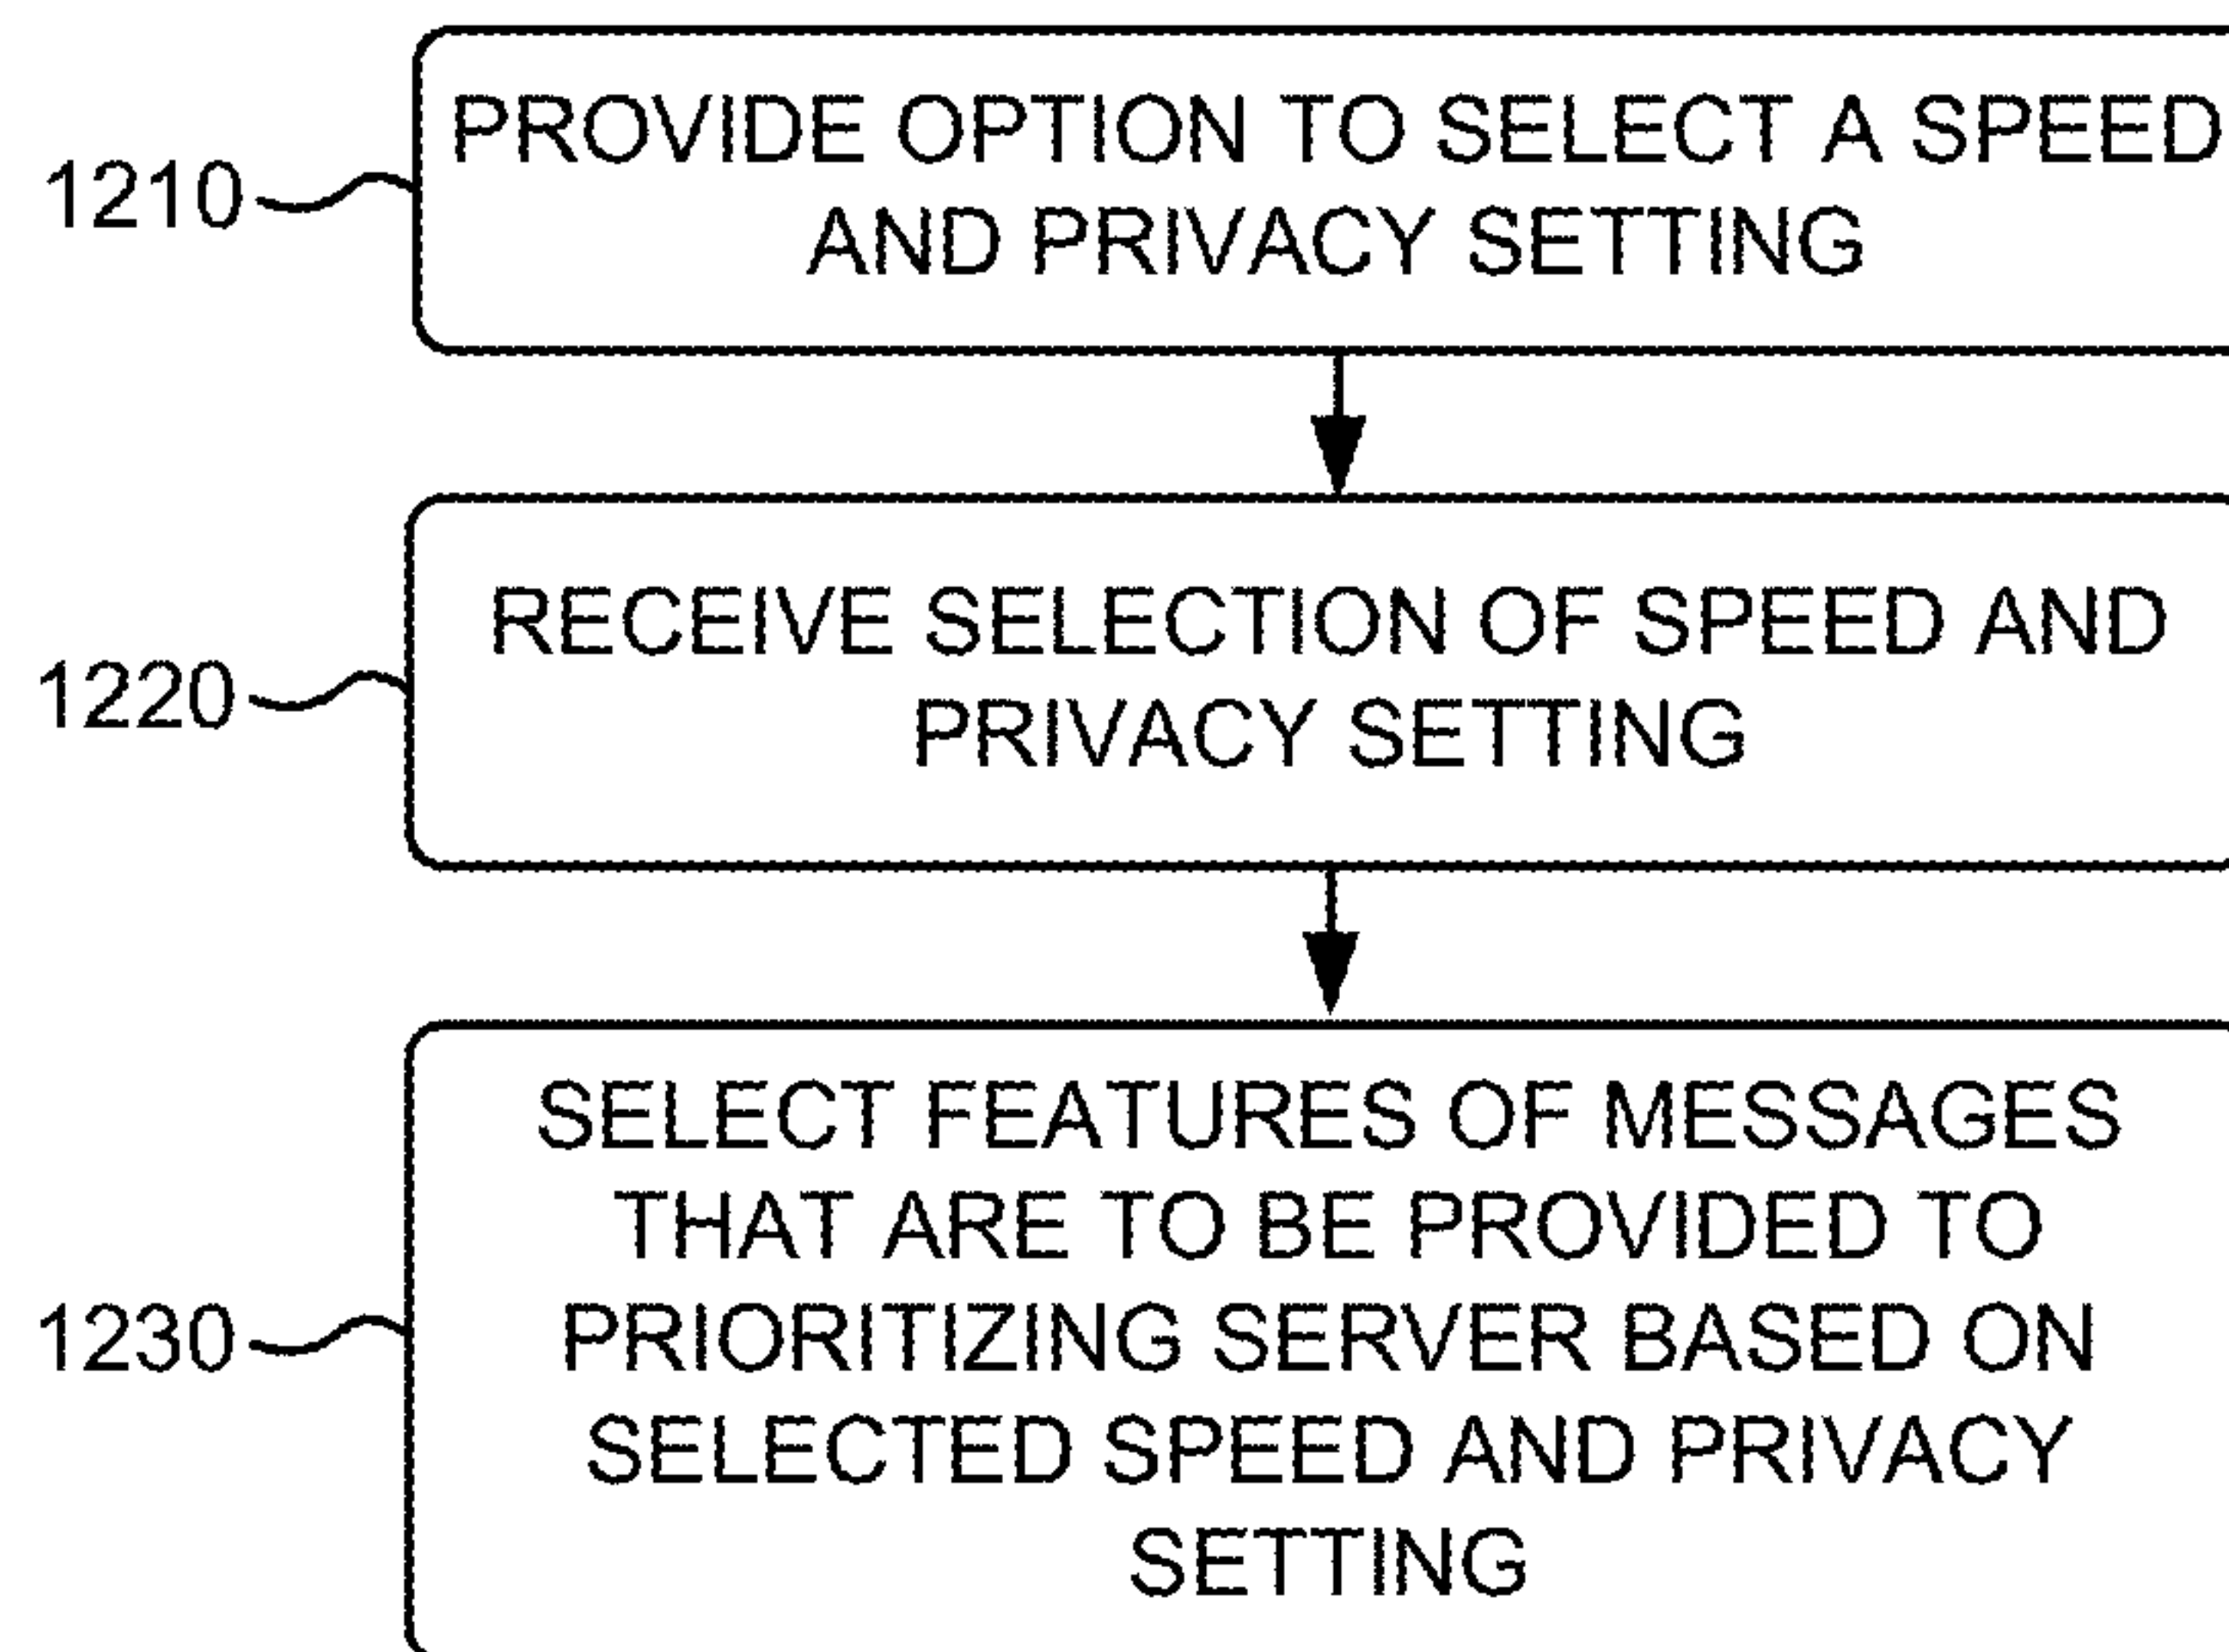 PROVIDE OPTION TO SELECT A SPEED
AND PRIVACY SETTING
1210
RECEIVE SELECTION OF SPEED AND
PRIVACY SETTING
1220
SELECT FEATURES OF MESSAGES
THAT ARE TO BE PROVIDED TO
PRIORITIZING SERVER BASED ON
SELECTED SPEED AND PRIVACY
SETTING
1230